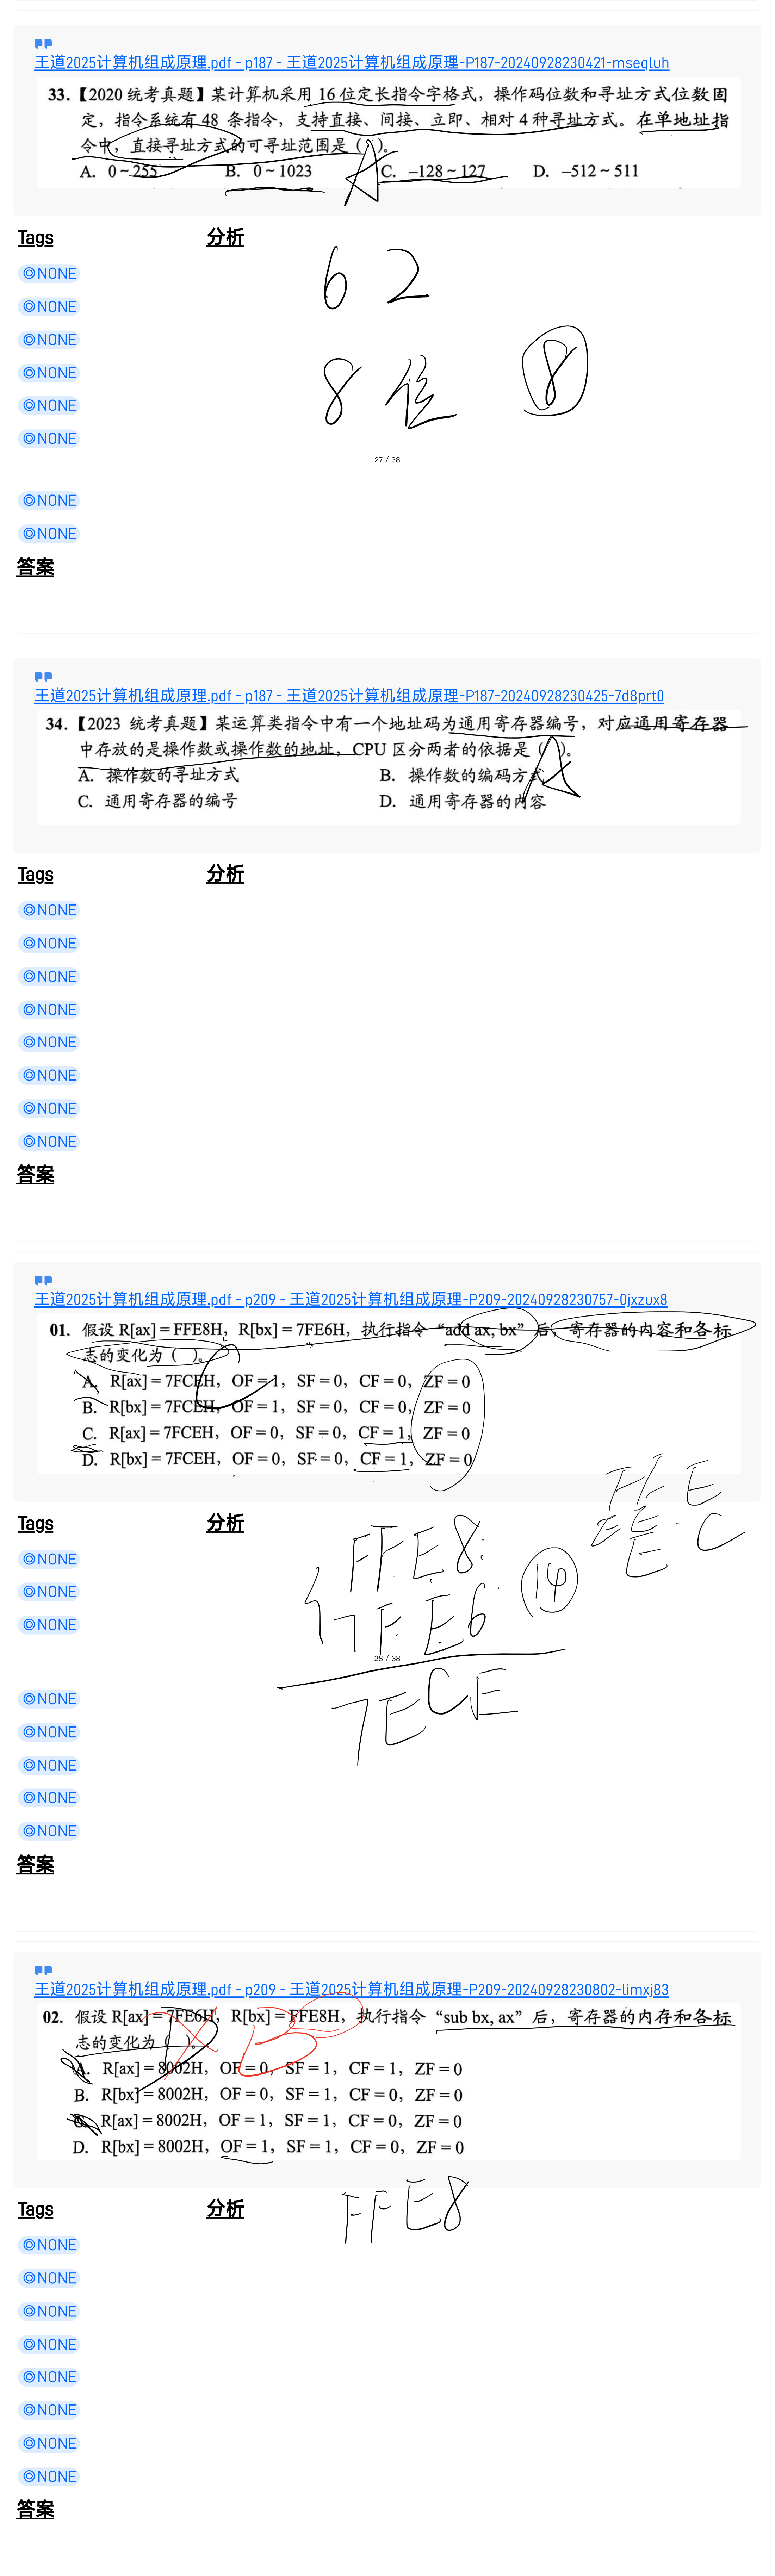 王道2025计算机组成原理.pdf - p187 - 王道2025计算机组成原理-P187-20240928230421-mseqluh
33.【2020 统考真题】某计算机采用 16 位定长指令字格式，操作码位数和寻址方式位数固
定，指令系统有 48 条指令，支持直接、间接、立即、相对 4 种寻址方式。在单地址指
令中，直接寻址方式的可寻址范围是（ ）。
A
A. 0～255 B. 0～1023 C. –128～127 D. –512～511
Tags 分析
6 2
◎NONE
◎NONE
◎NONE
8位 8
◎NONE
◎NONE
◎NONE
27 / 38
◎NONE
◎NONE
答案
王道2025计算机组成原理.pdf - p187 - 王道2025计算机组成原理-P187-20240928230425-7d8prt0
34.【2023 统考真题】某运算类指令中有一个地址码为通用寄存器编号，对应通用寄存器
中存放的是操作数或操作数的地址，CPU 区分两者的依据是（ ）。
A
A. 操作数的寻址方式 B. 操作数的编码方式
C. 通用寄存器的编号 D. 通用寄存器的内容
Tags 分析
◎NONE
◎NONE
◎NONE
◎NONE
◎NONE
◎NONE
◎NONE
◎NONE
答案
王道2025计算机组成原理.pdf - p209 - 王道2025计算机组成原理-P209-20240928230757-0jxzux8
01. 假设 R[ax] = FFE8H，R[bx] = 7FE6H，执行指令“add ax, bx”后，寄存器的内容和各标
志的变化为（ ）。
A. R[ax] = 7FCEH，OF = 1，SF = 0，CF = 0，ZF = 0
B. R[bx] = 7FCEH，OF = 1，SF = 0，CF = 0，ZF = 0
C. R[ax] = 7FCEH，OF = 0，SF = 0，CF = 1，ZF = 0
D. R[bx] = 7FCEH，OF = 0，SF = 0，CF = 1，ZF = 0
Tags 分析
FFE8
◎NONE
14
◎NONE
7FE6
◎NONE
28 / 38
7ECE
◎NONE
◎NONE
◎NONE
◎NONE
◎NONE
答案
王道2025计算机组成原理.pdf - p209 - 王道2025计算机组成原理-P209-20240928230802-limxj83
02. 假设 R[ax] = 7FE6H，R[bx] = FFE8H，执行指令“sub bx, ax”后，寄存器的内存和各标
志的变化为（ ）。
D B
A. R[ax] = 8002H，OF = 0，SF = 1，CF = 1，ZF = 0
B. R[bx] = 8002H，OF = 0，SF = 1，CF = 0，ZF = 0
C. R[ax] = 8002H，OF = 1，SF = 1，CF = 0，ZF = 0
D. R[bx] = 8002H，OF = 1，SF = 1，CF = 0，ZF = 0
Tags 分析
FFE8
◎NONE
◎NONE
◎NONE
◎NONE
◎NONE
◎NONE
◎NONE
◎NONE
答案